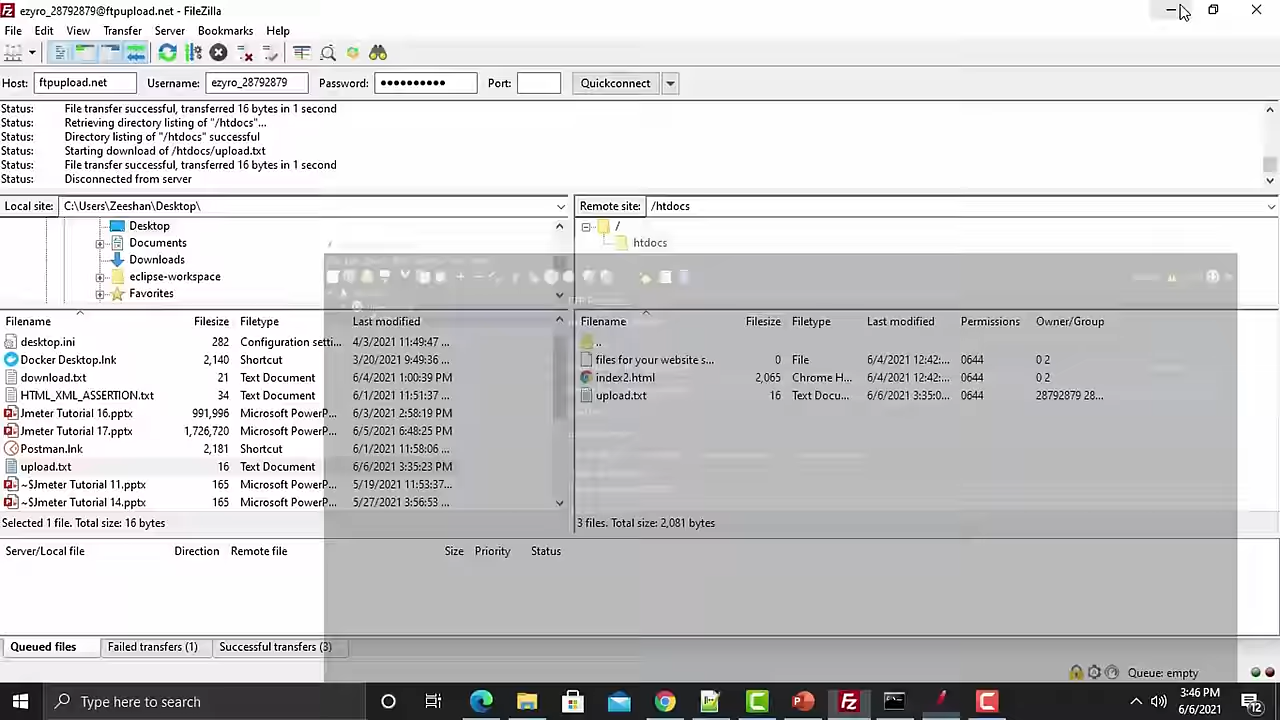 ezyro_28792879@ftpupload.net - FileZilla
File Edit View Transfer Server Bookmarks Help
Host: ftpupload.net Username: ezyro_28792879 Password: ●●●●●●●●●● Port: Quickconnect
Status: File transfer successful, transferred 16 bytes in 1 second
Status: Retrieving directory listing of "/htdocs"...
Status: Directory listing of "/htdocs" successful
Status: Starting download of /htdocs/upload.txt
Status: File transfer successful, transferred 16 bytes in 1 second
Status: Disconnected from server
Local site: C:\Users\Zeeshan\Desktop\
Desktop
Documents
Downloads
eclipse-workspace
Favorites
Remote site: /htdocs
/
htdocs
Filename Filesize Filetype Last modified
desktop.ini 282 Configuration setti... 4/3/2021 11:49:47 ...
Docker Desktop.lnk 2,140 Shortcut 3/20/2021 9:49:36 ...
download.txt 21 Text Document 6/4/2021 1:00:39 PM
HTML_XML_ASSERTION.txt 34 Text Document 6/1/2021 11:51:37 ...
Jmeter Tutorial 16.pptx 991,996 Microsoft PowerP... 6/3/2021 2:58:19 PM
Jmeter Tutorial 17.pptx 1,726,720 Microsoft PowerP... 6/5/2021 6:48:25 PM
Postman.lnk 2,181 Shortcut 6/1/2021 11:58:06 ...
upload.txt 16 Text Document 6/6/2021 3:35:23 PM
~$Jmeter Tutorial 11.pptx 165 Microsoft PowerP... 5/19/2021 11:53:37...
~$Jmeter Tutorial 14.pptx 165 Microsoft PowerP... 5/27/2021 3:56:53 ...
Selected 1 file. Total size: 16 bytes
Filename Filesize Filetype Last modified Permissions Owner/Group
..
files for your website s... 0 File 6/4/2021 12:42:... 0644 0 2
index2.html 2,065 Chrome H... 6/4/2021 12:42:... 0644 0 2
upload.txt 16 Text Docu... 6/6/2021 3:35:0... 0644 28792879 28...
3 files. Total size: 2,081 bytes
Server/Local file Direction Remote file Size Priority Status
Queued files Failed transfers (1) Successful transfers (3)
Queue: empty
Type here to search
3:46 PM
6/6/2021
12